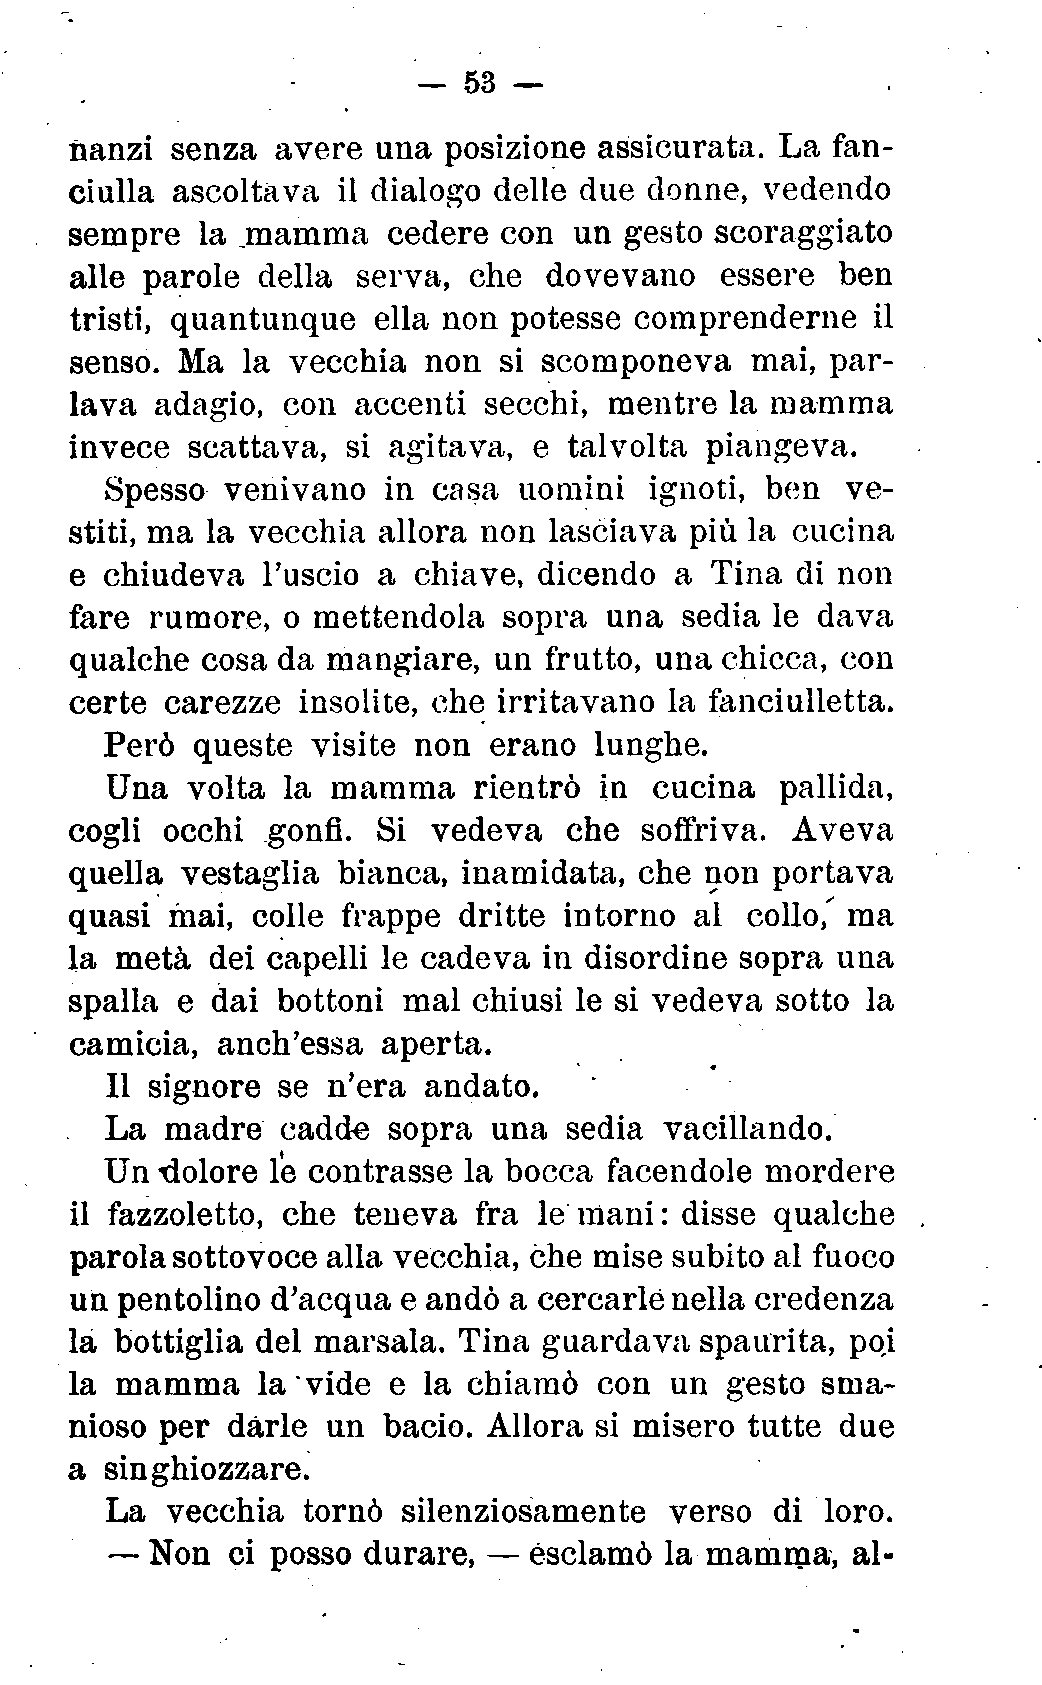 — 53 —
nanzi senza avere una posizione assicurata. La fan-
ciulla ascoltava il dialogo delle due donne, vedendo
sempre la mamma cedere con un gesto scoraggiato
alle parole della serva, che dovevano essere ben
tristi, quantunque ella non potesse comprenderne il
senso. Ma la vecchia non si scomponeva mai, par-
lava adagio, con accenti secchi, mentre la mamma
invece scattava, si agitava, e talvolta piangeva.
Spesso venivano in casa uomini ignoti, ben ve-
stiti, ma la vecchia allora non lasciava più la cucina
e chiudeva l'uscio a chiave, dicendo a Tina di non
fare rumore, o mettendola sopra una sedia le dava
qualche cosa da mangiare, un frutto, una chicca, con
certe carezze insolite, che irritavano la fanciulletta.
Però queste visite non erano lunghe.
Una volta la mamma rientrò in cucina pallida,
cogli occhi gonfi. Si vedeva che soffriva. Aveva
quella vestaglia bianca, inamidata, che non portava
quasi mai, colle frappe dritte intorno al collo, ma
la metà dei capelli le cadeva in disordine sopra una
spalla e dai bottoni mal chiusi le si vedeva sotto la
camicia, anch'essa aperta.
Il signore se n'era andato.
La madre cadde sopra una sedia vacillando.
Un dolore le contrasse la bocca facendole mordere
il fazzoletto, che teneva fra le mani: disse qualche
parola sottovoce alla vecchia, che mise subito al fuoco
un pentolino d'acqua e andò a cercarle nella credenza
la bottiglia del marsala. Tina guardava spaurita, poi
la mamma la vide e la chiamò con un gesto sma-
nioso per darle un bacio. Allora si misero tutte due
a singhiozzare.
La vecchia tornò silenziosamente verso di loro.
— Non ci posso durare, — esclamò la mamma, al-